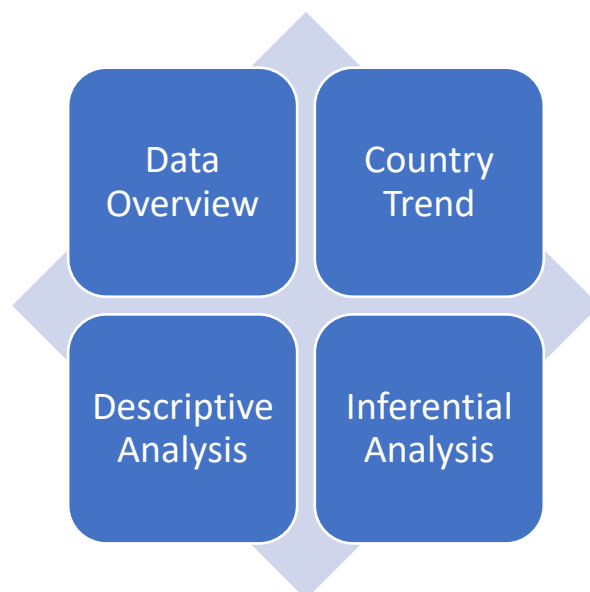 Data
Overview
Country
Trend
Descriptive
Analysis
Inferential
Analysis